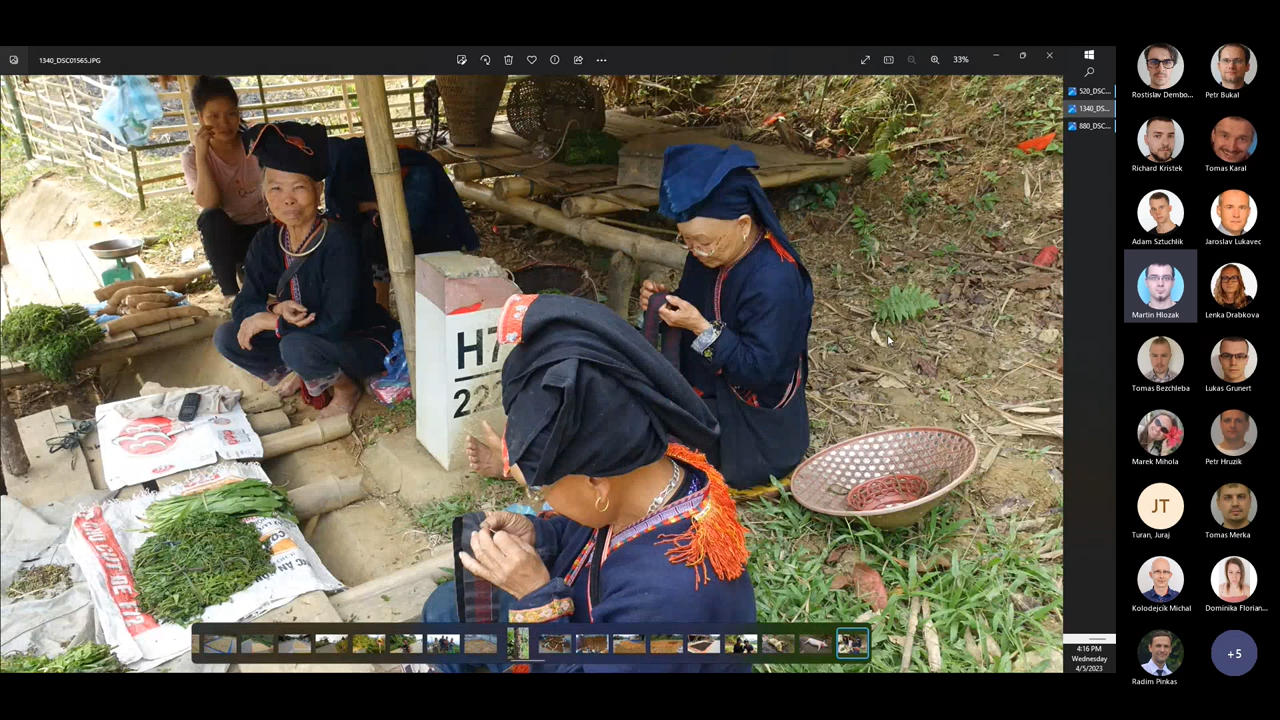 1340_DSC01565.JPG
33%
520_DSC...
1340_DS...
880_DSC...
H7
22
4:16 PM
Wednesday
4/5/2023
Rostislav Dembo...
Petr Bukal
Richard Kristek
Tomas Karal
Adam Sztuchlik
Jaroslav Lukavec
Martin Hlozak
Lenka Drabkova
Tomas Bezchleba
Lukas Grunert
Marek Mihola
Petr Hruzik
JT
Turan, Juraj
Tomas Merka
Kolodejcik Michal
Dominika Florian...
Radim Pinkas
+5